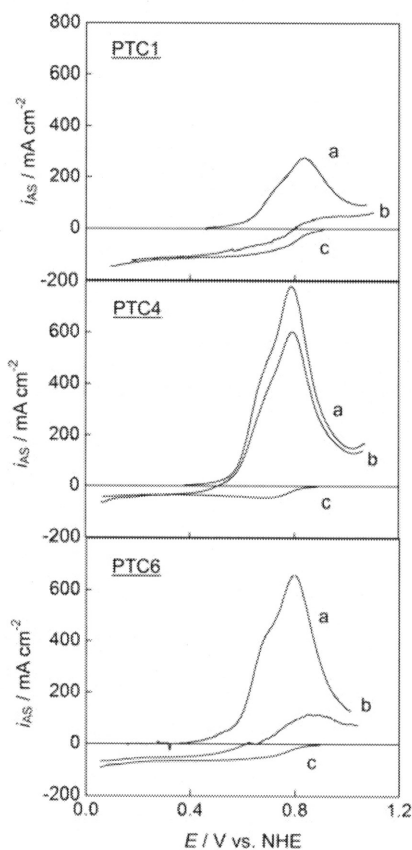 800
PTC1
600
400
a
200
b
0
c
-200
i_AS / mA cm⁻²
PTC4
600
400
a
200
b
0
c
-200
i_AS / mA cm⁻²
PTC6
600
a
400
200
b
0
c
-200
i_AS / mA cm⁻²
0.0 0.4 0.8 1.2
E / V vs. NHE